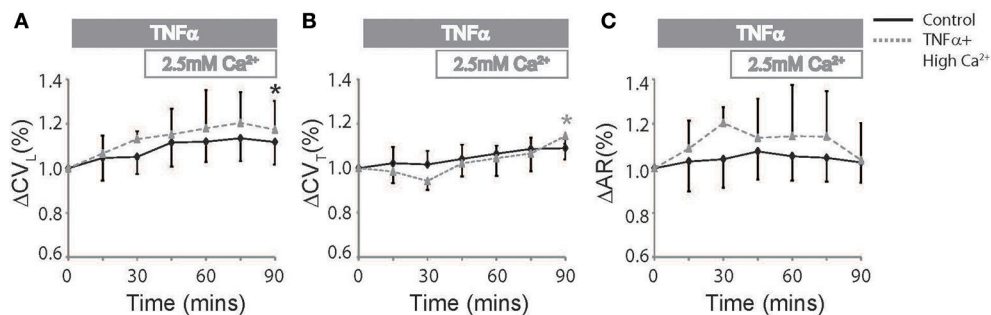 A
TNFα
2.5mM Ca2+
ΔCVL(%)
1.4
1.2
1.0
0.8
0.6
*
0
30
60
90
Time (mins)
B
TNFα
2.5mM Ca2+
ΔCVT(%)
1.4
1.2
1.0
0.8
0.6
*
0
30
60
90
Time (mins)
C
TNFα
2.5mM Ca2+
ΔAR(%)
1.4
1.2
1.0
0.8
0.6
0
30
60
90
Time (mins)
Control
TNFα+
High Ca2+